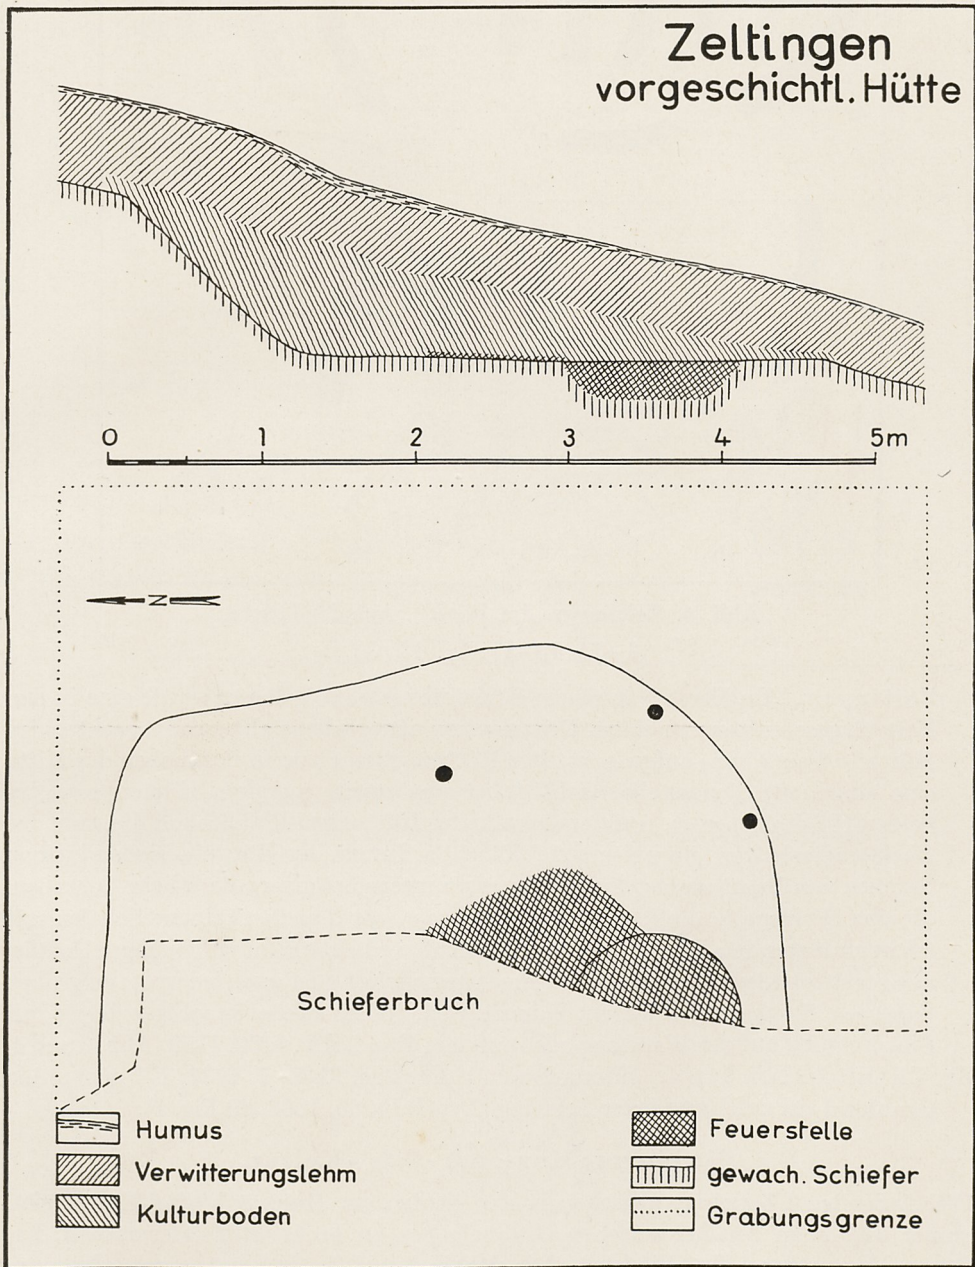 Zeltingen
vorgeschichtl. Hütte
0 1 2 3 4 5m
N
Schieferbruch
Humus
Verwitterungslehm
Kulturboden
Feuerstelle
gewach. Schiefer
Grabungsgrenze